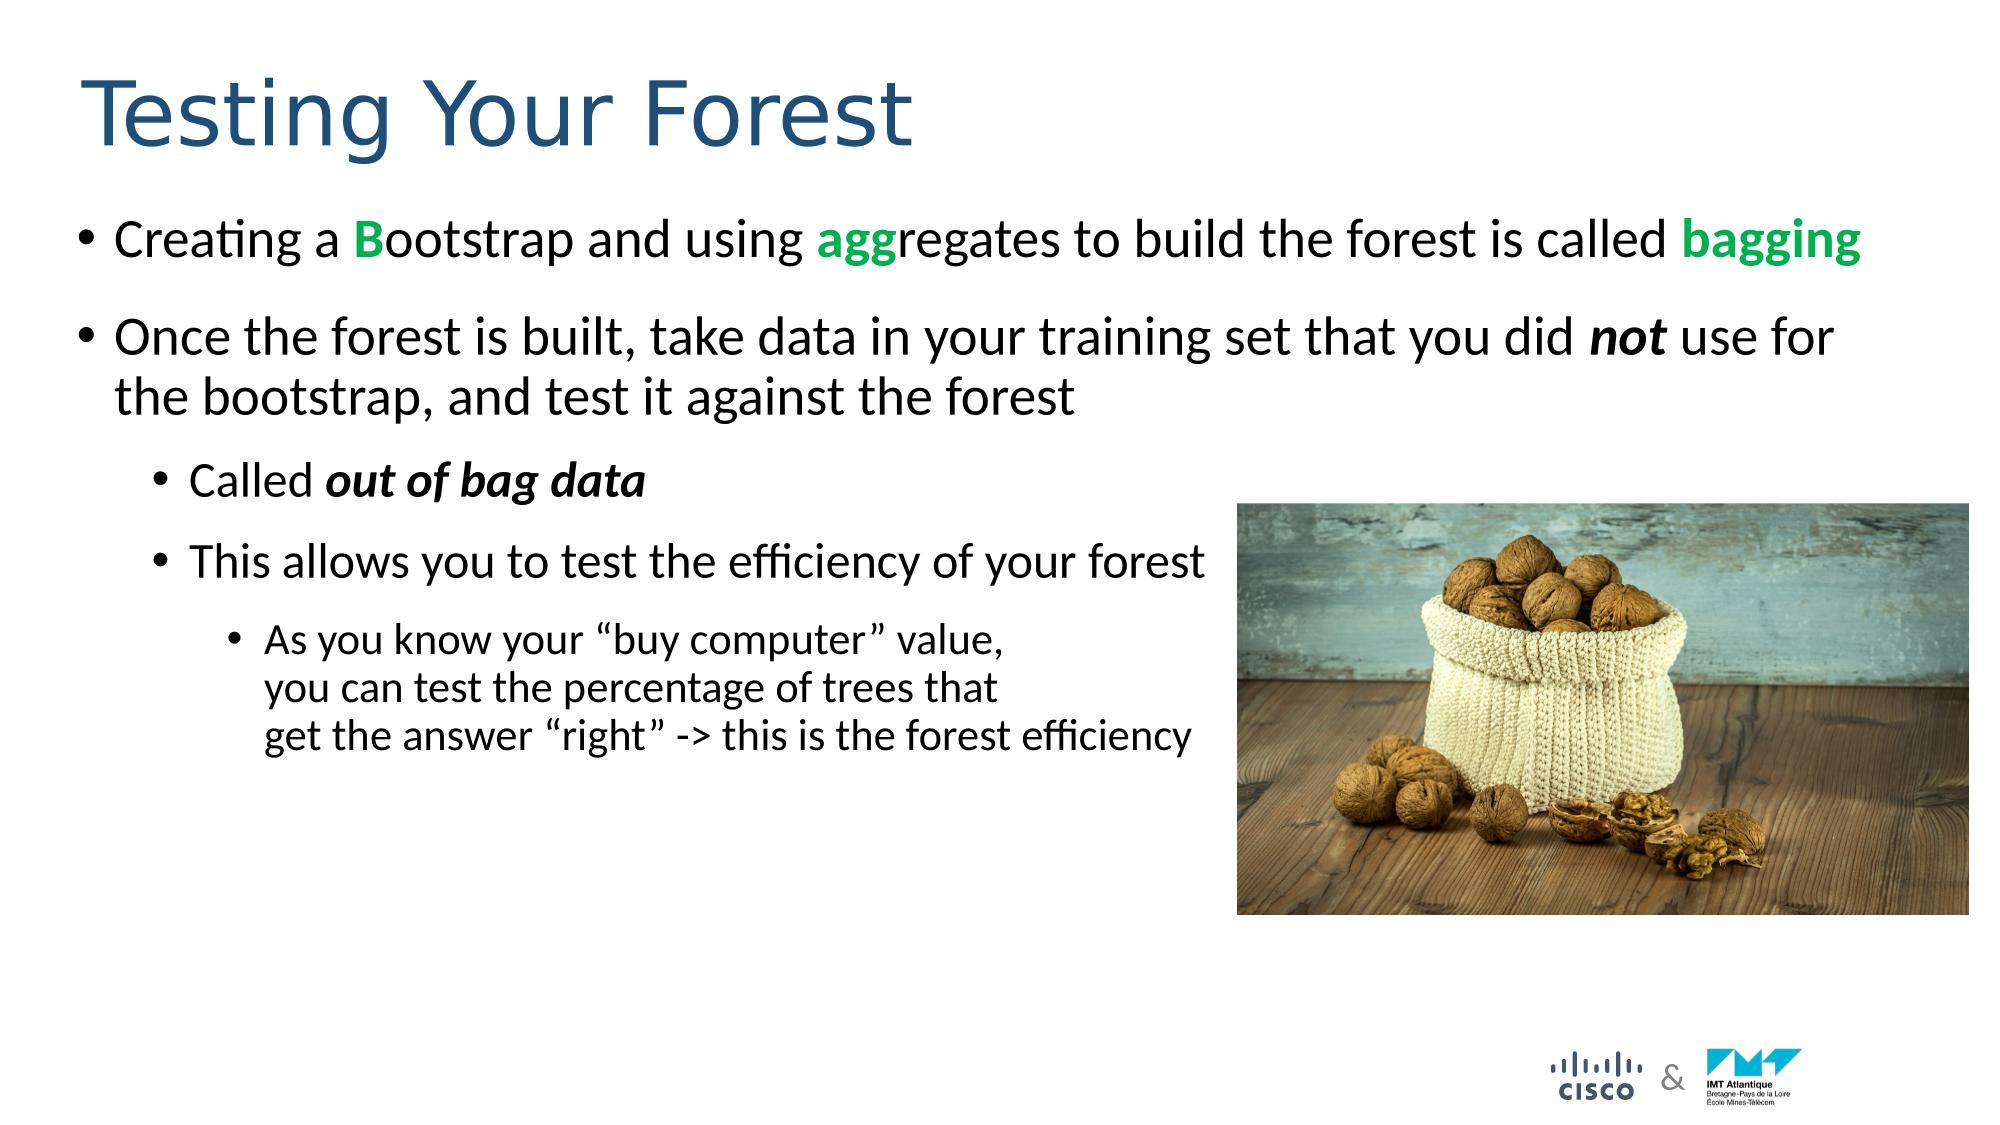 Testing Your Forest
• Creating a Bootstrap and using aggregates to build the forest is called bagging
• Once the forest is built, take data in your training set that you did not use for
the bootstrap, and test it against the forest
• Called out of bag data
• This allows you to test the efficiency of your forest
• As you know your “buy computer” value,
you can test the percentage of trees that
get the answer “right” -> this is the forest efficiency
CISCO & IMT Atlantique
Bretagne-Pays de la Loire
École Mines-Télécom